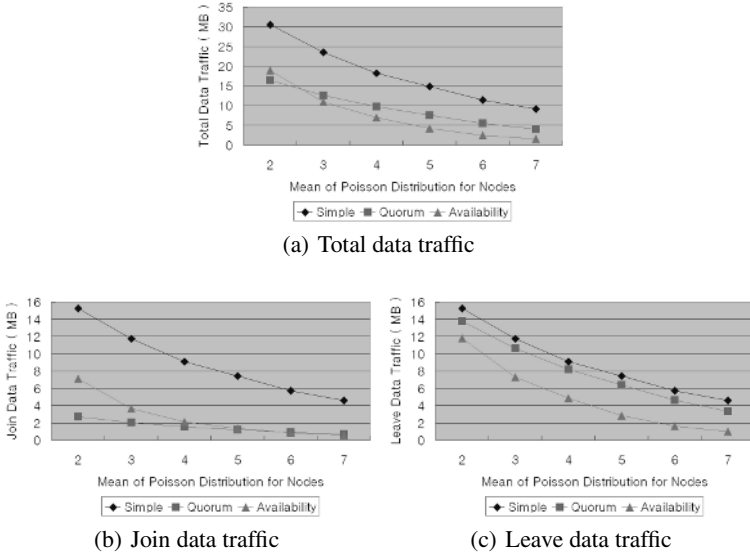 Total Data Traffic ( MB )
35
30
25
20
15
10
5
0
2 3 4 5 6 7
Mean of Poisson Distribution for Nodes
Simple Quorum Availability
(a) Total data traffic
Join Data Traffic ( MB )
16
14
12
10
8
6
4
2
0
2 3 4 5 6 7
Mean of Poisson Distribution for Nodes
Simple Quorum Availability
(b) Join data traffic
Leave Data Traffic ( MB )
16
14
12
10
8
6
4
2
0
2 3 4 5 6 7
Mean of Poisson Distribution for Nodes
Simple Quorum Availability
(c) Leave data traffic